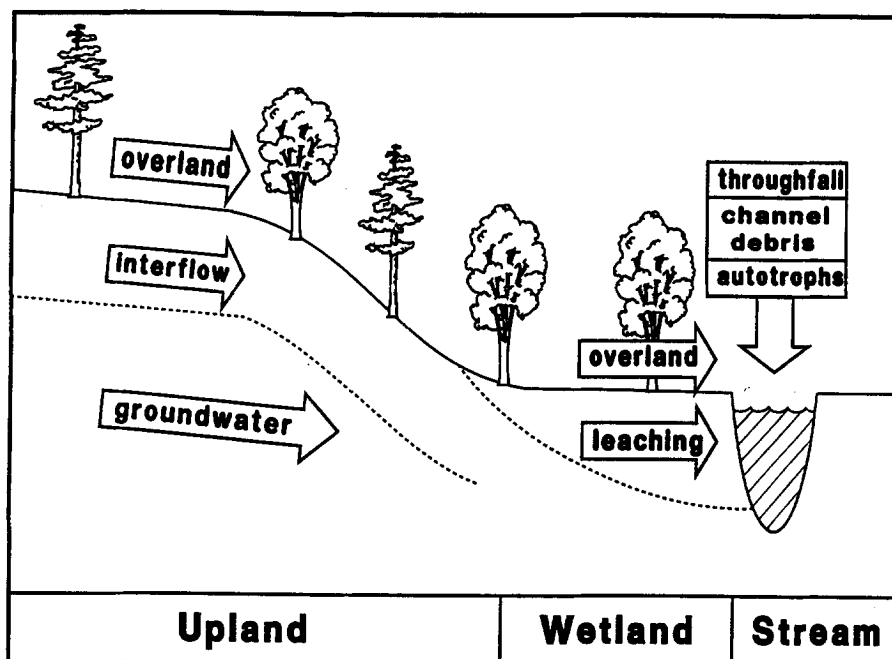 overland
interflow
groundwater
throughfall
channel
debris
autotrophs
overland
leaching
Upland
Wetland
Stream